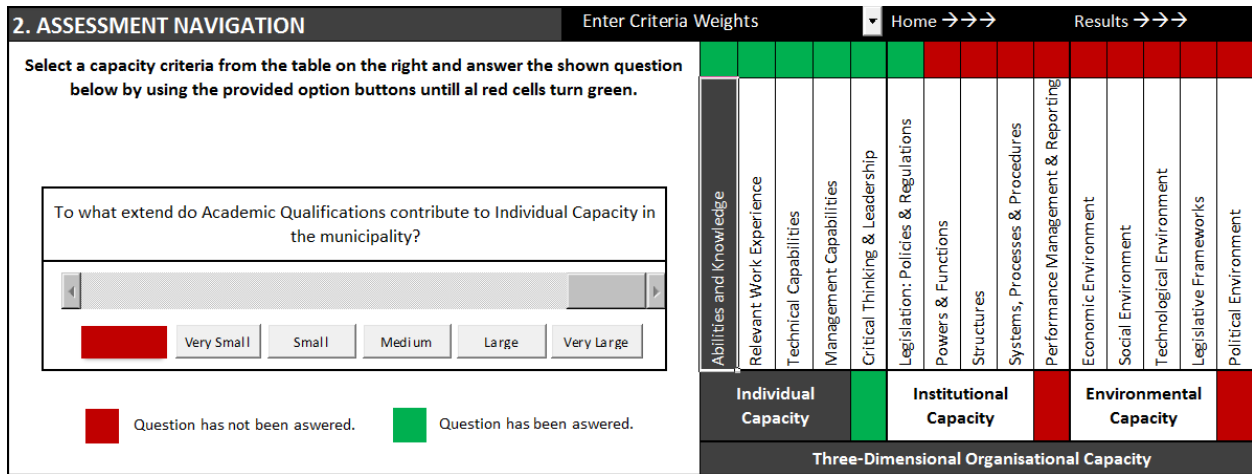 2. ASSESSMENT NAVIGATION
Enter Criteria Weights
Home →→→
Results →→→
Select a capacity criteria from the table on the right and answer the shown question
below by using the provided option buttons untill al red cells turn green.
To what extend do Academic Qualifications contribute to Individual Capacity in
the municipality?
Very Small
Small
Medium
Large
Very Large
Question has not been aswered.
Question has been aswered.
Abilities and Knowledge
Relevant Work Experience
Technical Capabilities
Management Capabilities
Critical Thinking & Leadership
Legislation: Policies & Regulations
Powers & Functions
Structures
Systems, Processes & Procedures
Performance Management & Reporting
Economic Environment
Social Environment
Technological Environment
Legislative Frameworks
Political Environment
Individual
Capacity
Institutional
Capacity
Environmental
Capacity
Three-Dimensional Organisational Capacity